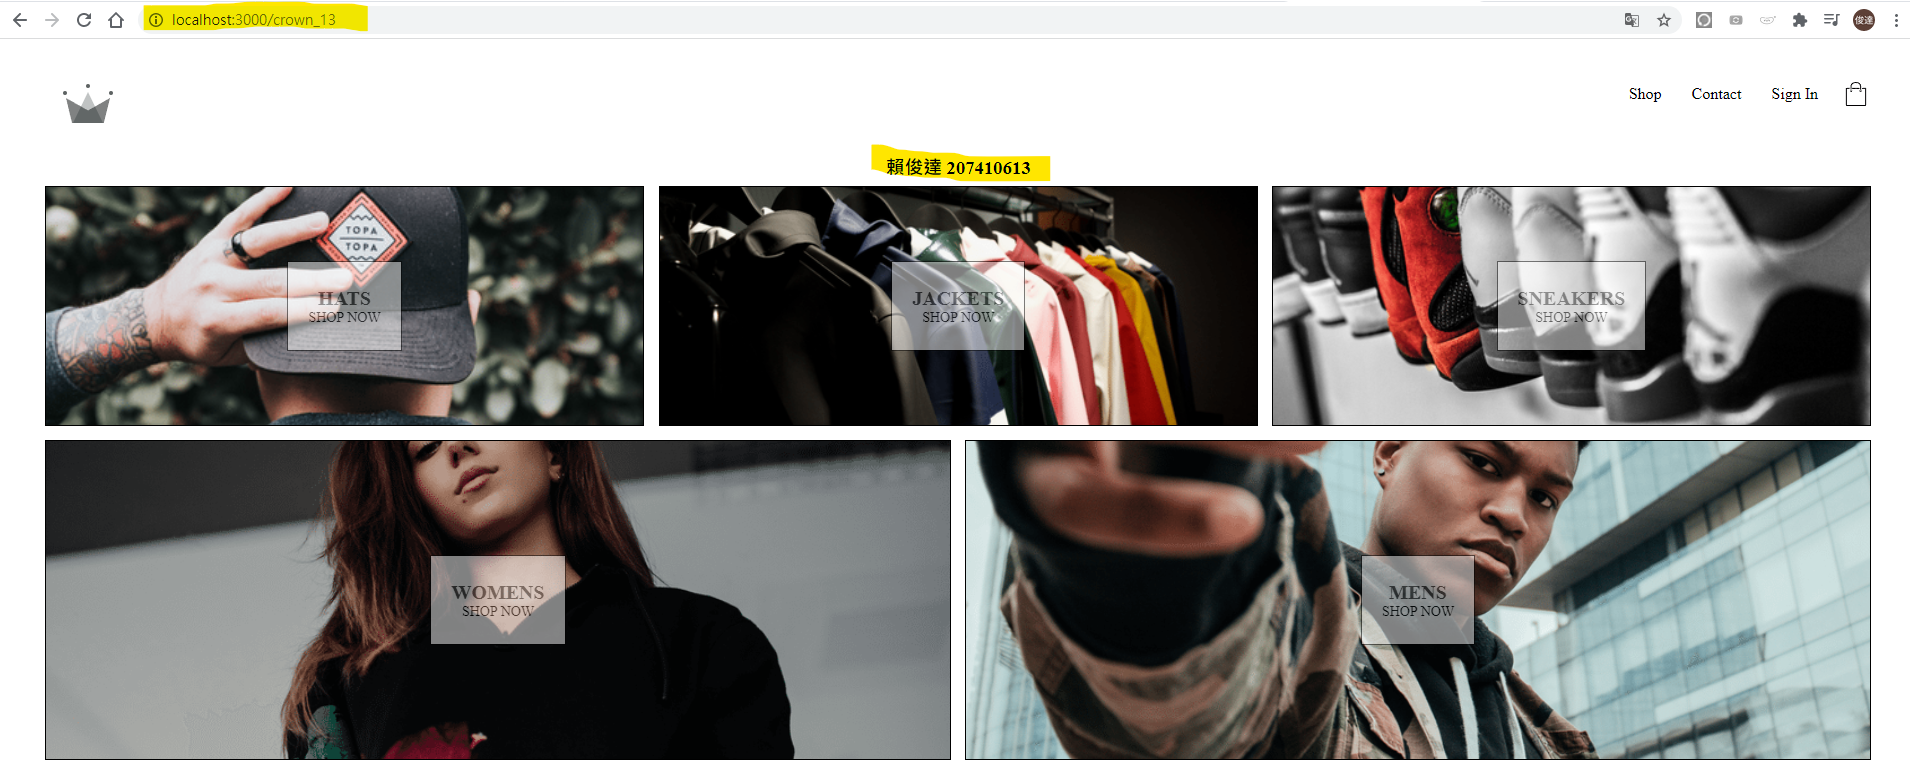 localhost:3000/crown_13
俊達
Shop Contact Sign In
賴俊達 207410613
TOPA
TOPA
HATS
SHOP NOW
JACKETS
SHOP NOW
SNEAKERS
SHOP NOW
WOMENS
SHOP NOW
MENS
SHOP NOW